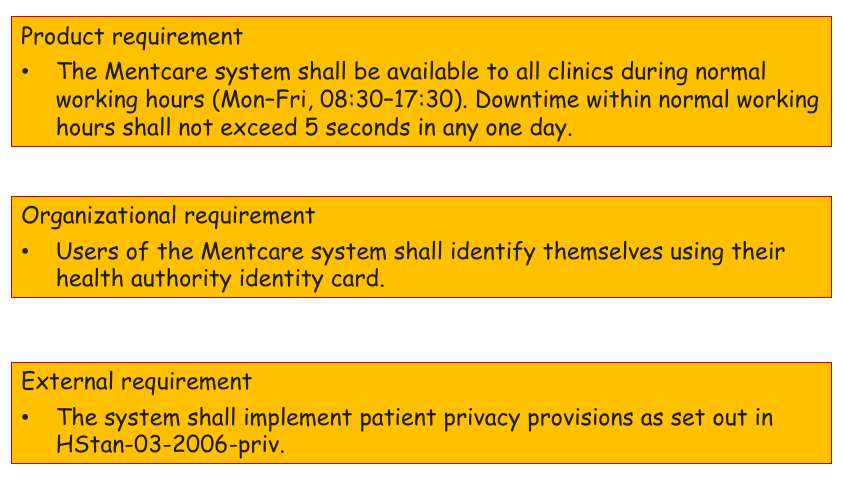 Product requirement
• The Mentcare system shall be available to all clinics during normal
working hours (Mon–Fri, 08:30–17:30). Downtime within normal working
hours shall not exceed 5 seconds in any one day.
Organizational requirement
• Users of the Mentcare system shall identify themselves using their
health authority identity card.
External requirement
• The system shall implement patient privacy provisions as set out in
HStan-03-2006-priv.